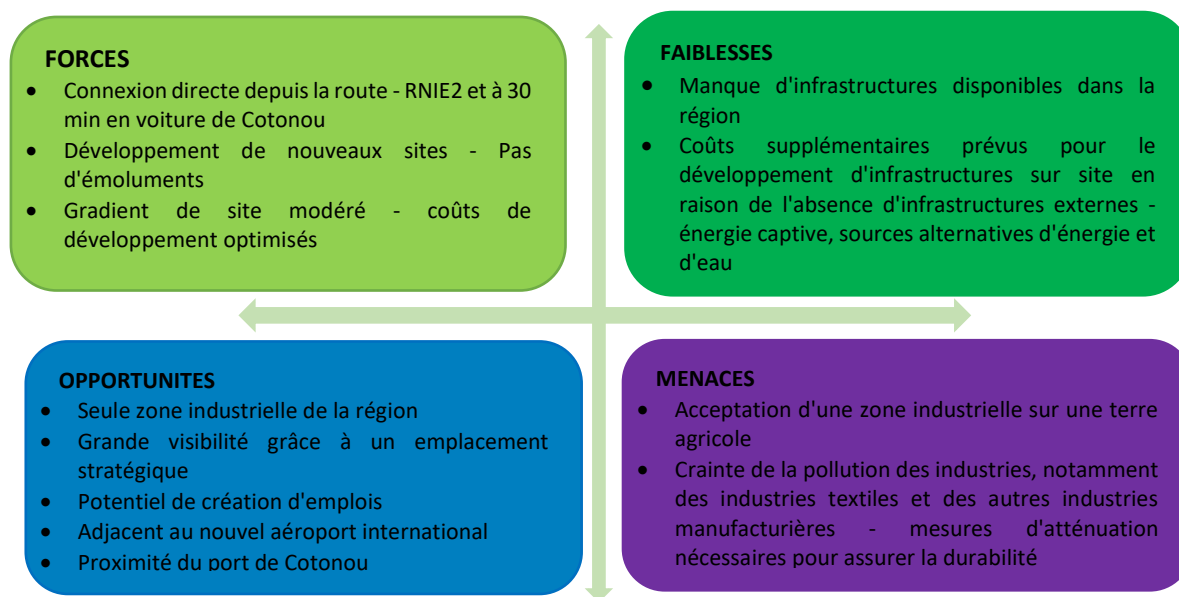 FORCES
• Connexion directe depuis la route - RNIE2 et à 30
min en voiture de Cotonou
• Développement de nouveaux sites - Pas
d'émoluments
• Gradient de site modéré - coûts de
développement optimisés
FAIBLESSES
• Manque d'infrastructures disponibles dans la
région
• Coûts supplémentaires prévus pour le
développement d'infrastructures sur site en
raison de l'absence d'infrastructures externes -
énergie captive, sources alternatives d'énergie et
d'eau
OPPORTUNITES
• Seule zone industrielle de la région
• Grande visibilité grâce à un emplacement
stratégique
• Potentiel de création d'emplois
• Adjacent au nouvel aéroport international
• Proximité du port de Cotonou
MENACES
• Acceptation d'une zone industrielle sur une terre
agricole
• Crainte de la pollution des industries, notamment
des industries textiles et des autres industries
manufacturières - mesures d'atténuation
nécessaires pour assurer la durabilité